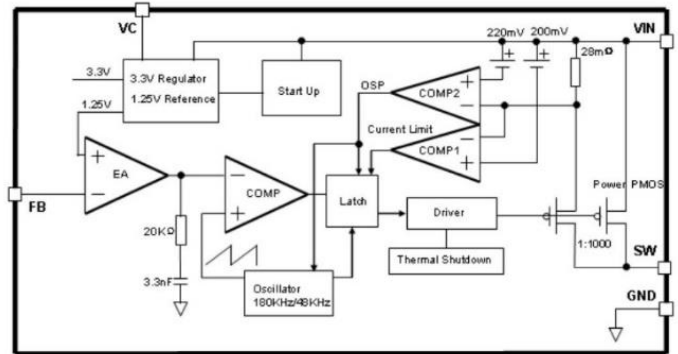 VC
VIN
220mV 200mV
28mΩ
3.3V
3.3V Regulator
1.25V Reference
Start Up
1.25V
OSP
COMP2
Current Limit
COMP1
EA
COMP
Latch
Driver
Power PMOS
FB
20KΩ
1:1000
Thermal Shutdown
SW
3.3nF
Oscillator
180KHz/48KHz
GND